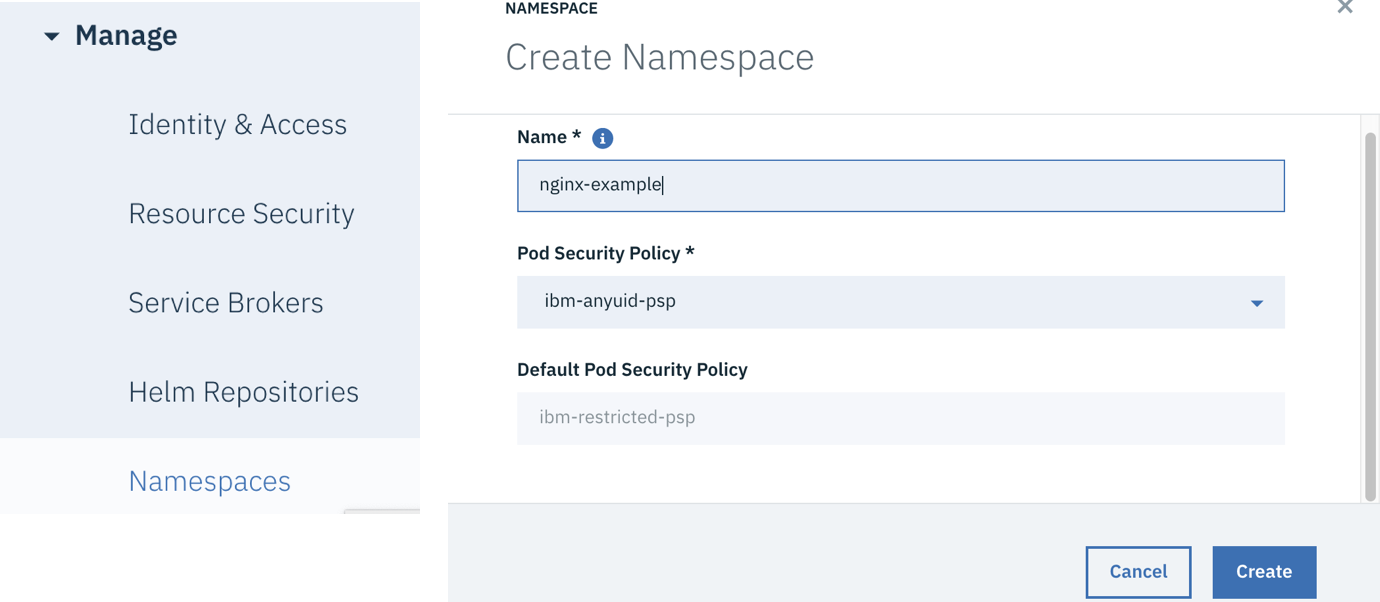 Manage
Identity & Access
Resource Security
Service Brokers
Helm Repositories
Namespaces
NAMESPACE
Create Namespace
Name *
nginx-example
Pod Security Policy *
ibm-anyuid-psp
Default Pod Security Policy
ibm-restricted-psp
Cancel
Create